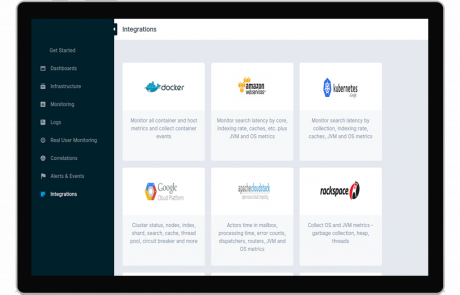 Integrations
Get Started
Dashboards
Infrastructure
Monitoring
Logs
Real User Monitoring
Correlations
Alerts & Events
Integrations
docker
Monitor all container and host
metrics and collect container
events
amazon
webservices
Monitor search latency by core,
indexing rate, caches, etc. plus
JVM and OS metrics
kubernetes
Monitor search latency by
collection, indexing rate,
caches, JVM and OS metrics
Google
Cloud Platform
Cluster status, nodes, index,
shard, search, cache, thread
pool, circuit breaker and more
apachecloudstack
Actors time in mailbox,
processing time, error counts,
dispatchers, routers, JVM and
OS metrics
rackspace
Collect OS and JVM metrics -
garbage collection, heap,
threads